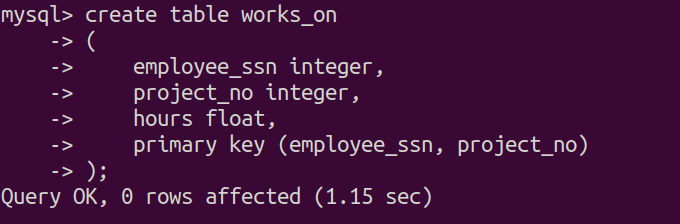 mysql> create table works_on
    -> (
    ->     employee_ssn integer,
    ->     project_no integer,
    ->     hours float,
    ->     primary key (employee_ssn, project_no)
    -> );
Query OK, 0 rows affected (1.15 sec)